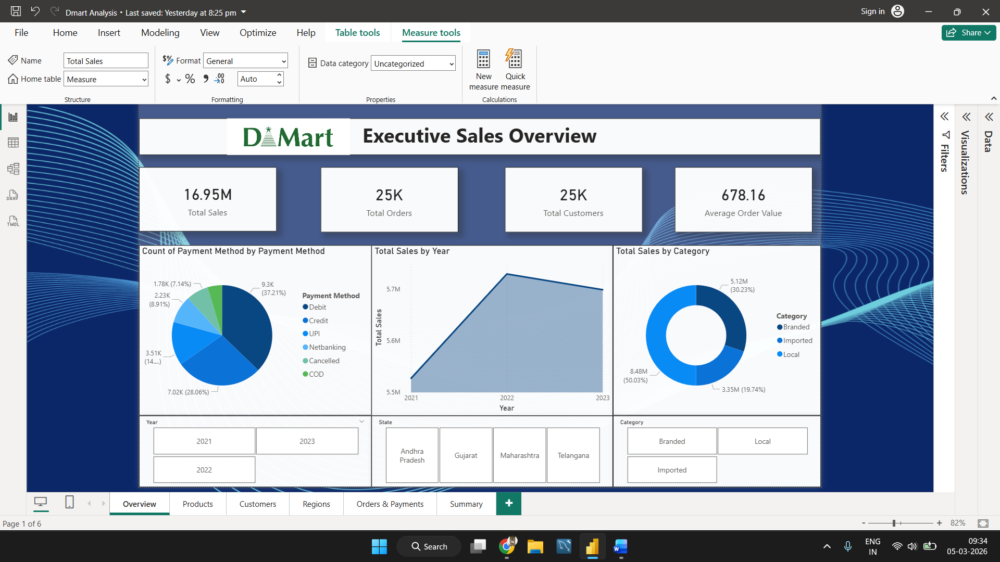 Dmart Analysis • Last saved: Yesterday at 8:25 pm
Sign in
File
Home
Insert
Modeling
View
Optimize
Help
Table tools
Measure tools
Share
Name
Total Sales
Home table
Measure
Structure
Format
General
$ % 9 .00
Auto
Formatting
Data category
Uncategorized
Properties
New measure
Quick measure
Calculations
DAX
TMDL
Filters
Visualizations
Data
D Mart
Executive Sales Overview
16.95M
Total Sales
25K
Total Orders
25K
Total Customers
678.16
Average Order Value
Count of Payment Method by Payment Method
1.78K (7.14%)
2.23K
(8.91%)
3.51K
(14....)
7.02K (28.06%)
9.3K
(37.21%)
Payment Method
Debit
Credit
UPI
Netbanking
Cancelled
COD
Total Sales by Year
Total Sales
5.7M
5.6M
5.5M
2021
2022
2023
Year
Total Sales by Category
5.12M
(30.23%)
8.48M
(50.03%)
3.35M (19.74%)
Category
Branded
Imported
Local
Year
2021
2023
2022
State
Andhra
Pradesh
Gujarat
Maharashtra
Telangana
Category
Branded
Local
Imported
Overview
Products
Customers
Regions
Orders & Payments
Summary
+
Page 1 of 6
- + 82%
Search
W
ENG
IN
09:34
05-03-2026